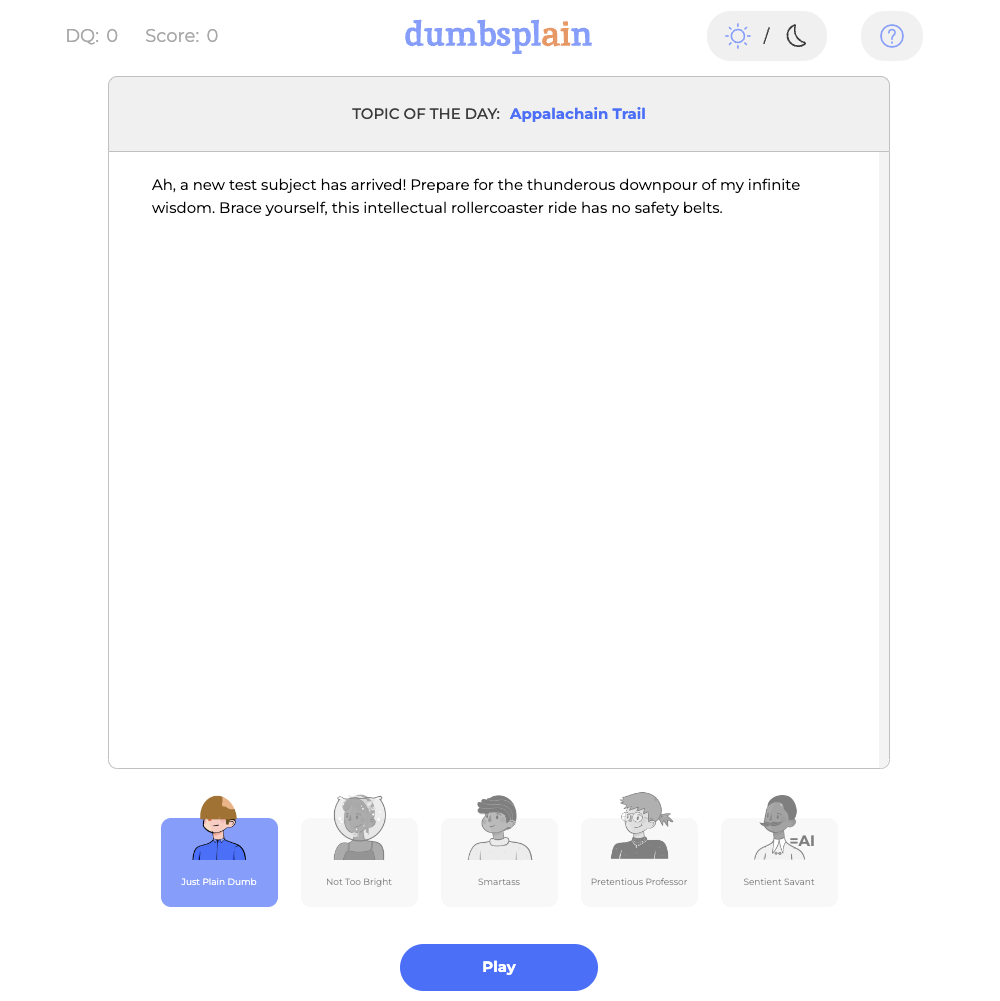 DQ: 0 Score: 0 dumbsplain /
TOPIC OF THE DAY: Appalachain Trail
Ah, a new test subject has arrived! Prepare for the thunderous downpour of my infinite
wisdom. Brace yourself, this intellectual rollercoaster ride has no safety belts.
=AI
Just Plain Dumb
Not Too Bright
Smartass
Pretentious Professor
Sentient Savant
Play